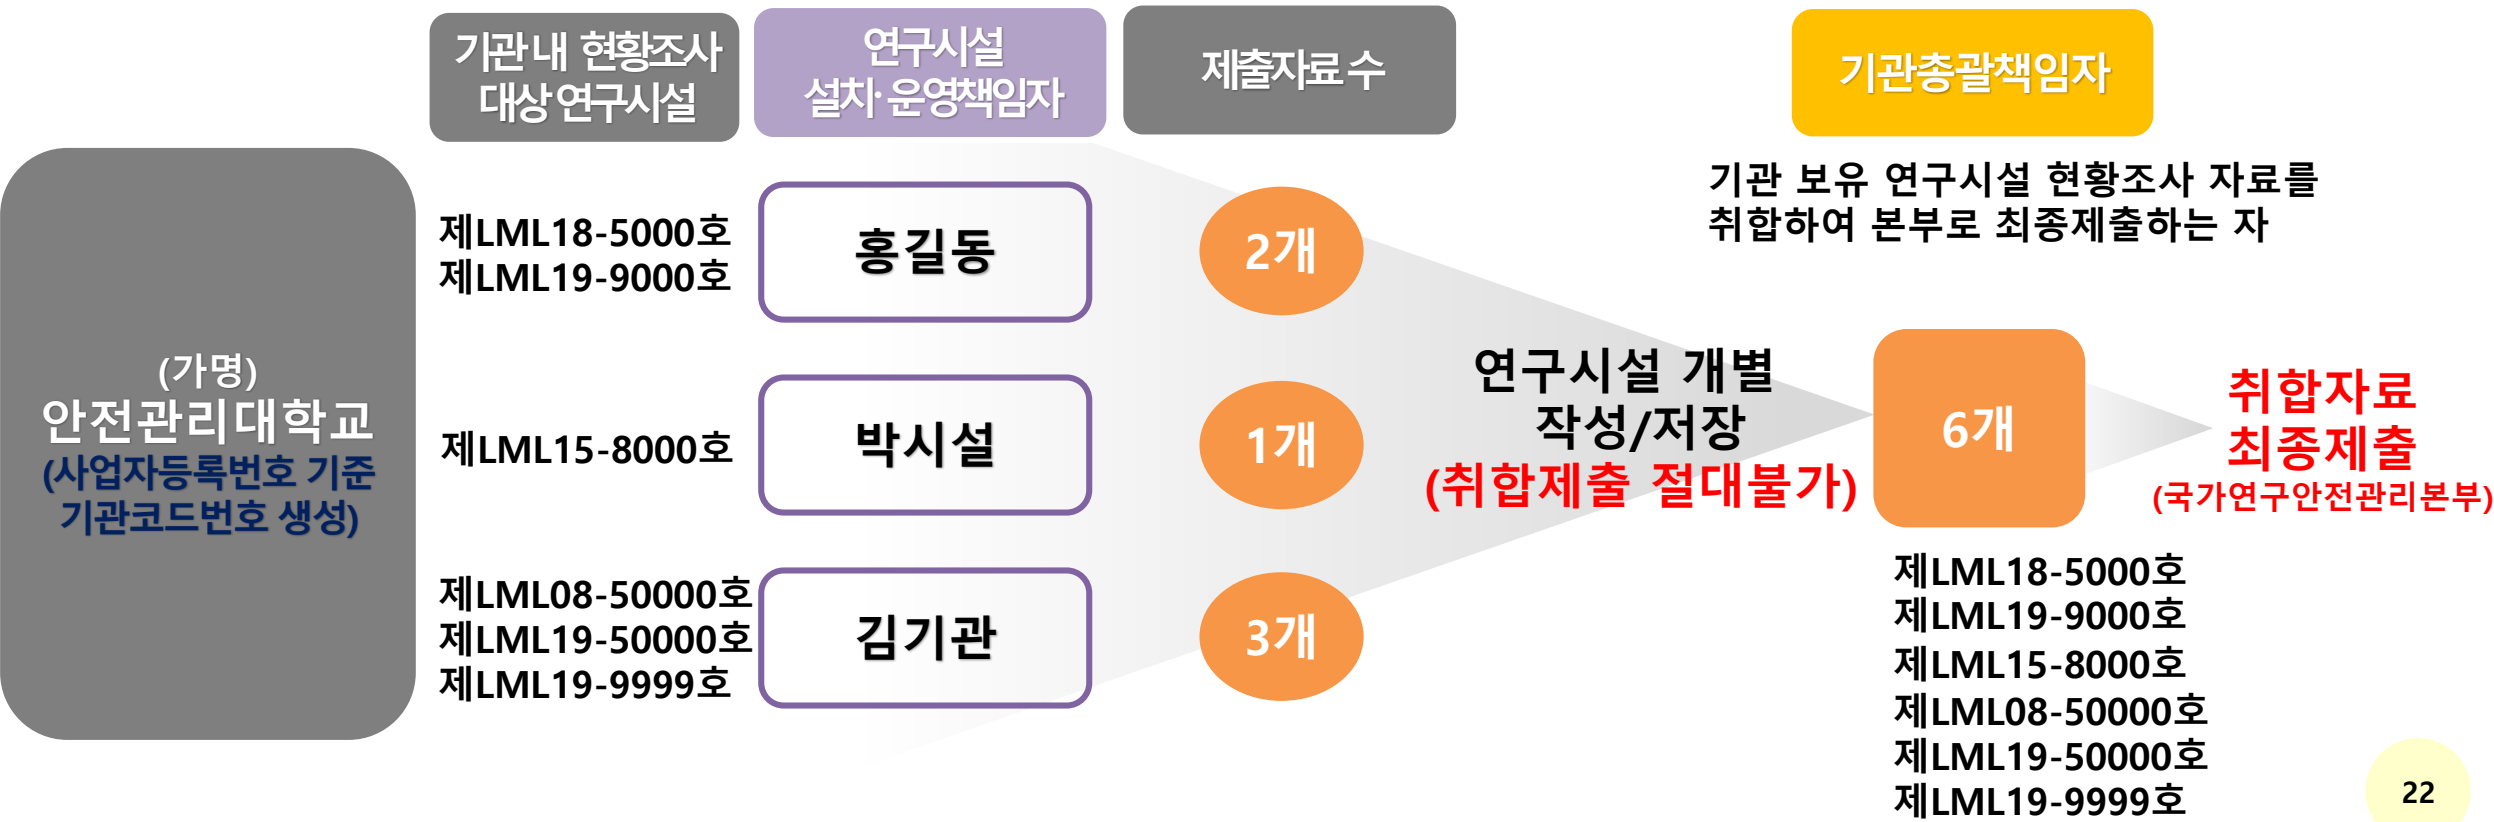 기관 내 현황조사
대상 연구시설
연구시설
설치· 운영책임자
제출자료 수
기관총괄책임자
기관 보유 연구시설 현황조사 자료를
취합하여 본부로 최종제출하는 자
(가명)
안전관리대학교
(사업자등록번호 기준
기관코드번호 생성)
제LML18-5000호
제LML19-9000호
홍길동
2개
제LML15-8000호
박시설
1개
제LML08-50000호
제LML19-50000호
제LML19-9999호
김기관
3개
연구시설 개별
작성/저장
(취합제출 절대불가)
6개
취합자료
최종제출
(국가연구안전관리본부)
제LML18-5000호
제LML19-9000호
제LML15-8000호
제LML08-50000호
제LML19-50000호
제LML19-9999호
22